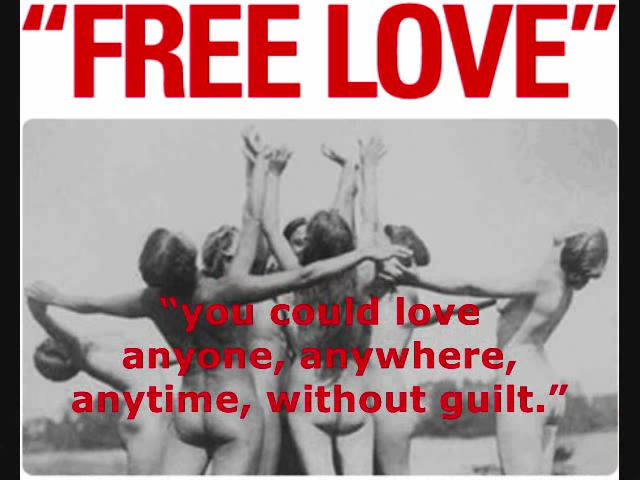 “FREE LOVE”
“you could love
anyone, anywhere,
anytime, without guilt.”